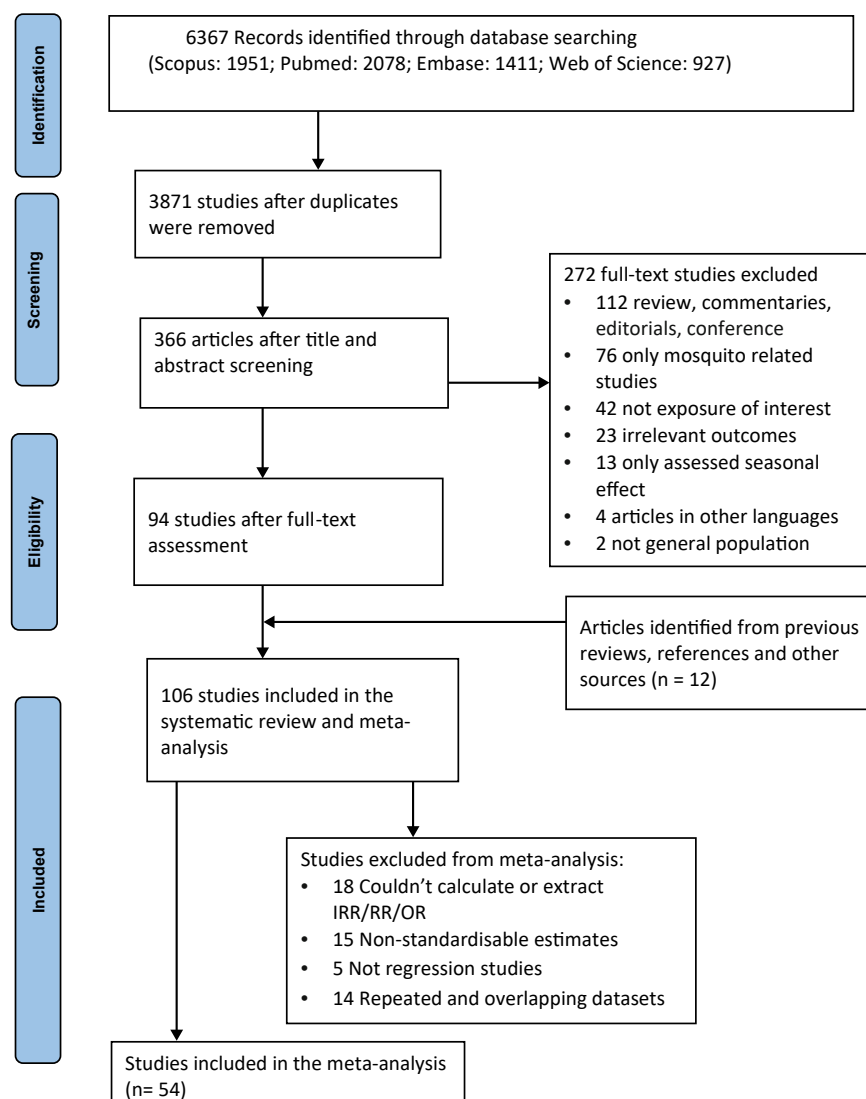 6367 Records identified through database searching
(Scopus: 1951; Pubmed: 2078; Embase: 1411; Web of Science: 927)
Identification
3871 studies after duplicates
were removed
Screening
366 articles after title and
abstract screening
272 full-text studies excluded
• 112 review, commentaries,
editorials, conference
• 76 only mosquito related
studies
• 42 not exposure of interest
• 23 irrelevant outcomes
• 13 only assessed seasonal
effect
• 4 articles in other languages
• 2 not general population
Eligibility
94 studies after full-text
assessment
Articles identified from previous
reviews, references and other
sources (n = 12)
106 studies included in the
systematic review and meta-
analysis
Included
Studies excluded from meta-analysis:
• 18 Couldn’t calculate or extract
IRR/RR/OR
• 15 Non-standardisable estimates
• 5 Not regression studies
• 14 Repeated and overlapping datasets
Studies included in the meta-analysis
(n= 54)